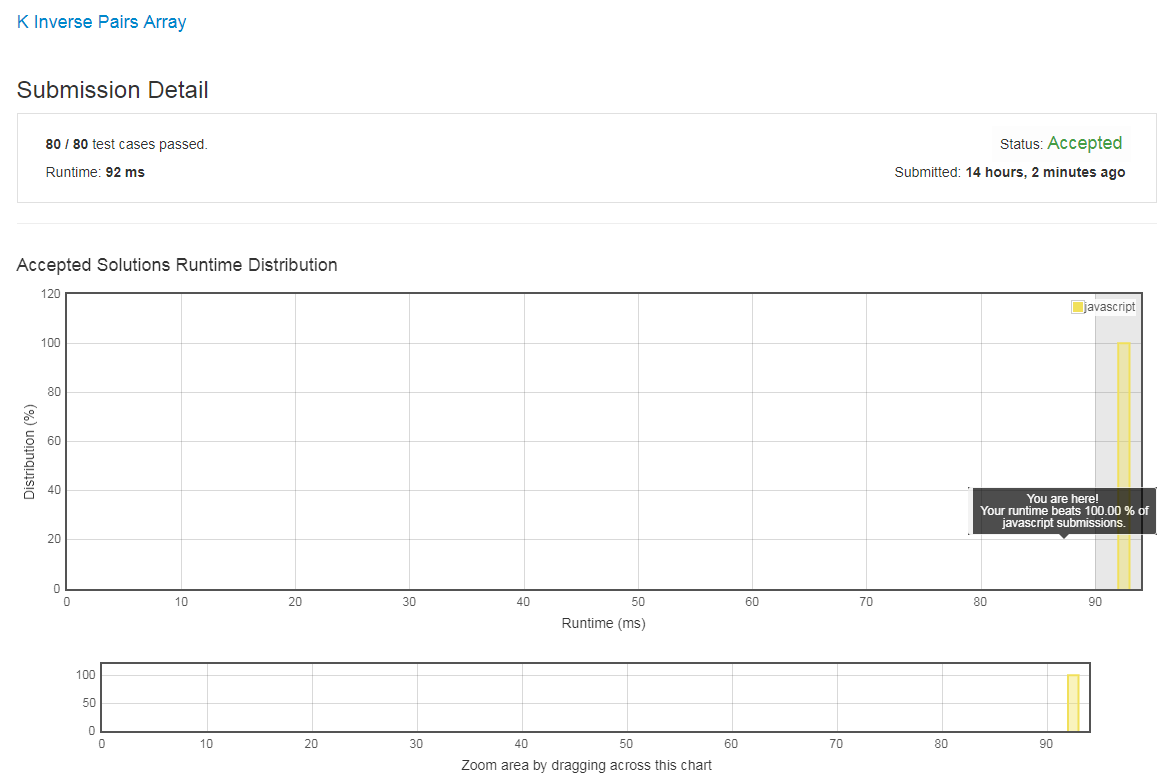 K Inverse Pairs Array
Submission Detail
80 / 80 test cases passed.
Status: Accepted
Runtime: 92 ms
Submitted: 14 hours, 2 minutes ago
Accepted Solutions Runtime Distribution
120
100
80
60
40
20
0
Distribution (%)
javascript
You are here!
Your runtime beats 100.00 % of
javascript submissions.
0 10 20 30 40 50 60 70 80 90
Runtime (ms)
100
50
0
0 10 20 30 40 50 60 70 80 90
Zoom area by dragging across this chart